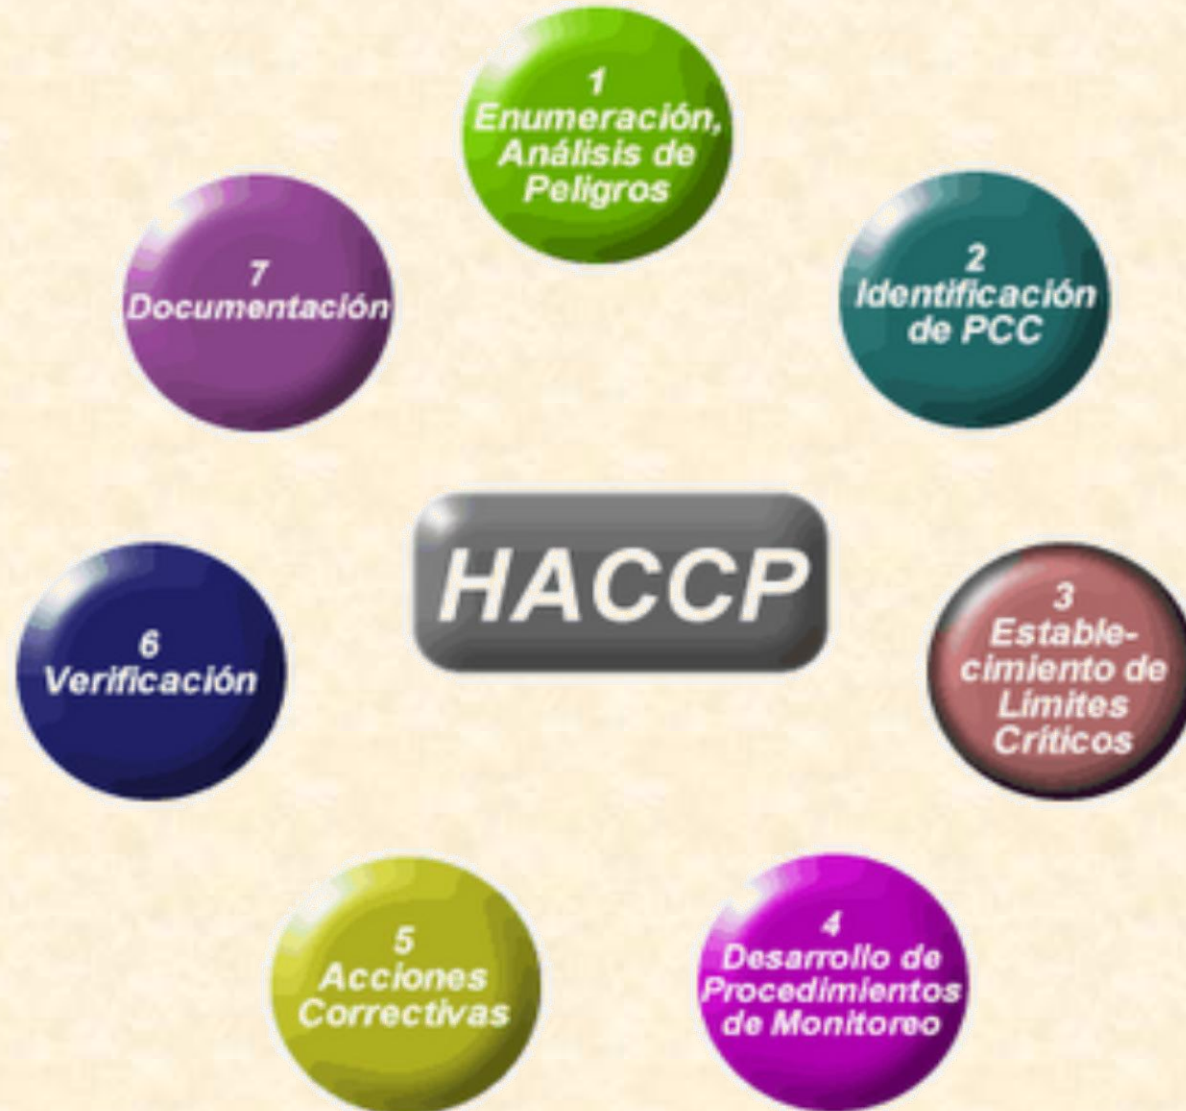 1
Enumeración,
Análisis de
Peligros
2
Identificación
de PCC
3
Estable-
cimiento de
Límites
Críticos
4
Desarrollo de
Procedimientos
de Monitoreo
5
Acciones
Correctivas
6
Verificación
7
Documentación
HACCP